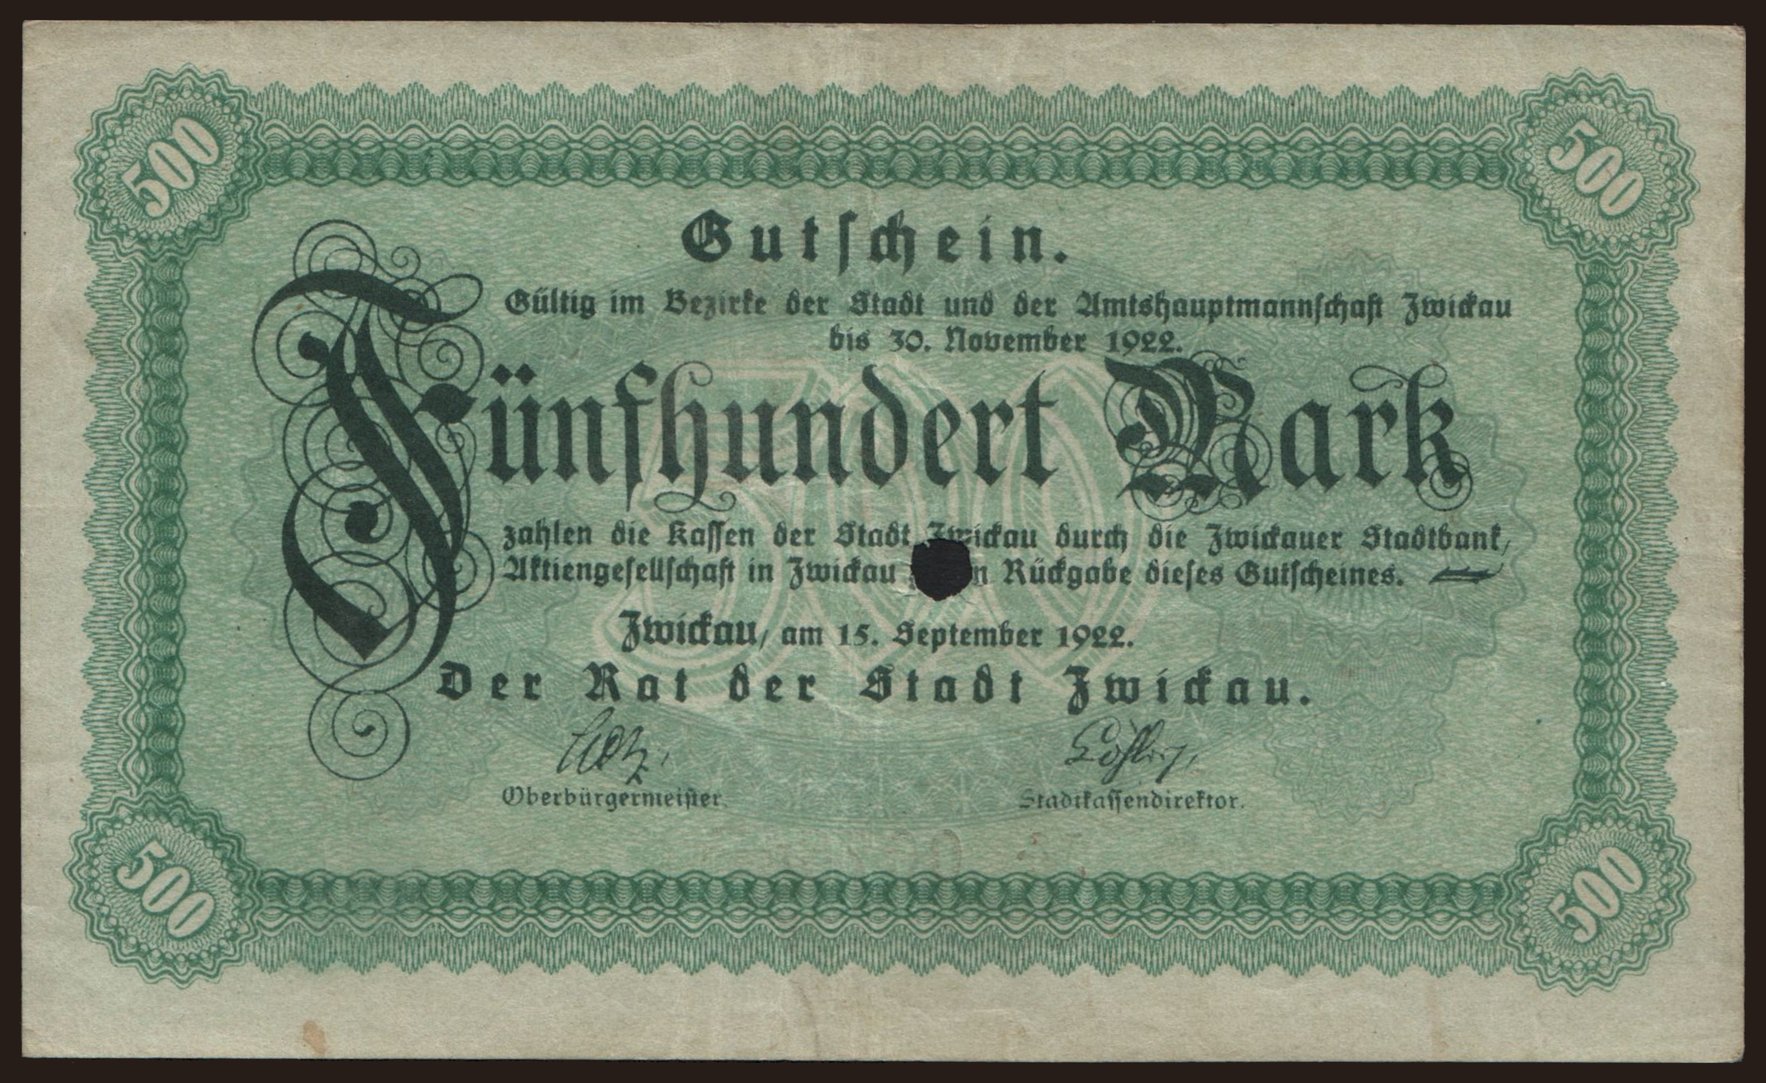 500
500
Gutschein.
Gültig im Bezirke der Stadt und der Amtshauptmannschaft Zwickau
bis 30. November 1922.
500
Fünfhundert Mark
zahlen die Kassen der Stadt Zwickau durch die Zwickauer Stadtbank,
Aktiengesellschaft in Zwickau Rückgabe dieses Gutscheines.
Zwickau, am 15. September 1922.
Der Rat der Stadt Zwickau.
Oberbürgermeister.
Stadtkassendirektor.
500
500